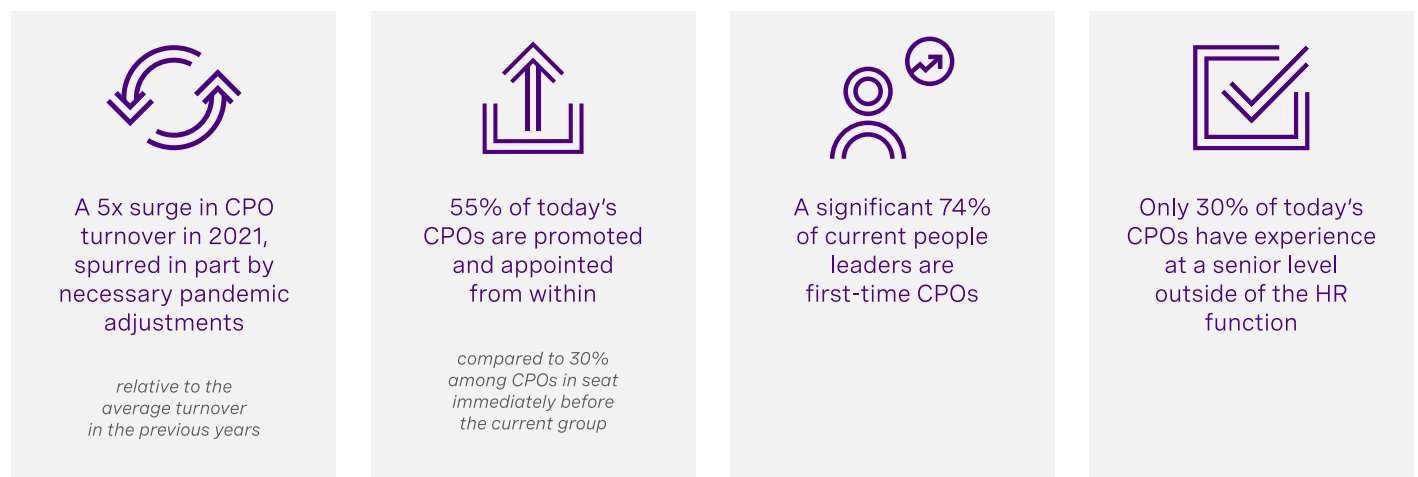 A 5x surge in CPO
turnover in 2021,
spurred in part by
necessary pandemic
adjustments
relative to the
average turnover
in the previous years
55% of today’s
CPOs are promoted
and appointed
from within
compared to 30%
among CPOs in seat
immediately before
the current group
A significant 74%
of current people
leaders are
first-time CPOs
Only 30% of today’s
CPOs have experience
at a senior level
outside of the HR
function